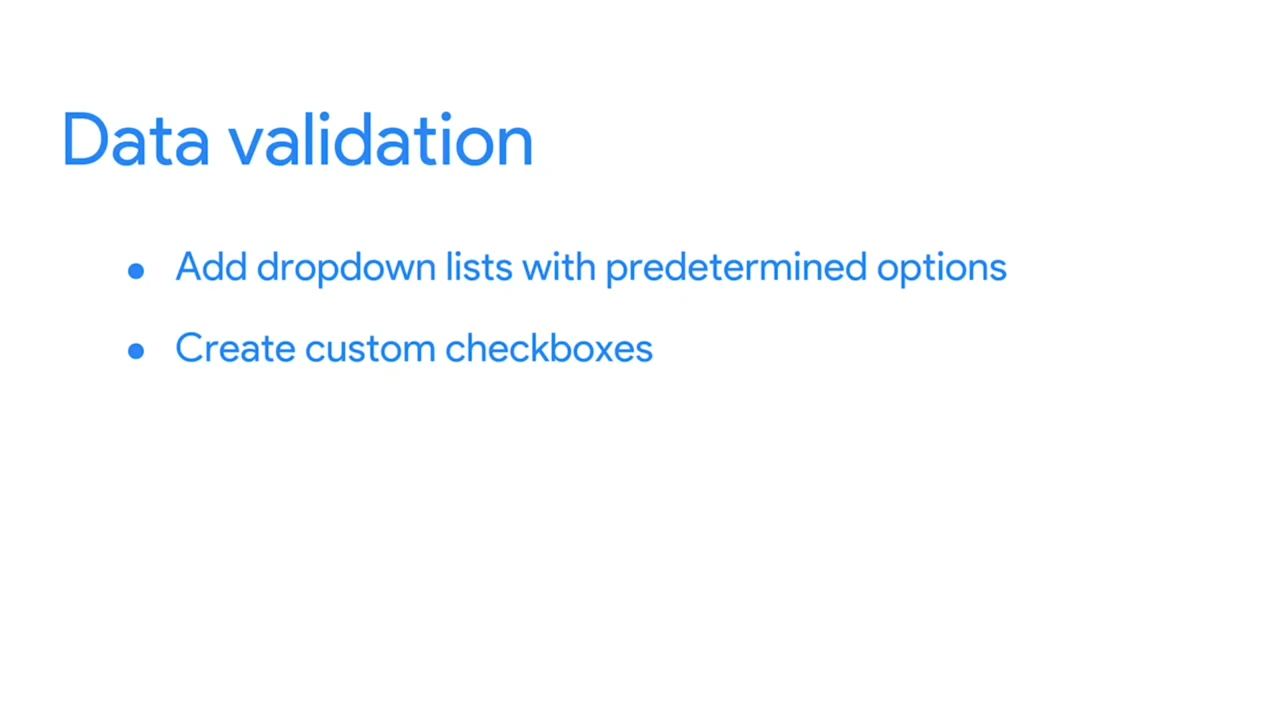 Data validation
• Add dropdown lists with predetermined options
• Create custom checkboxes